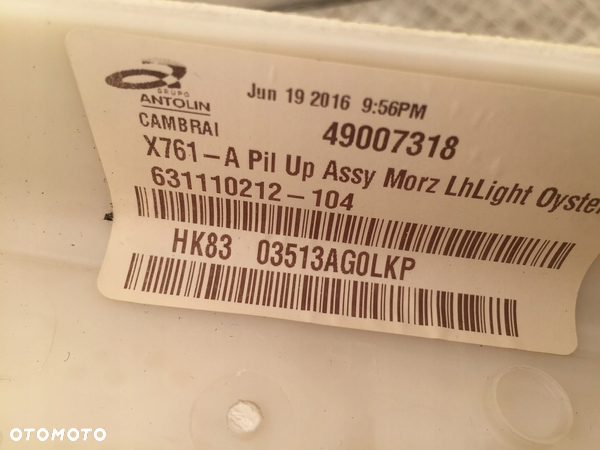 GRUPO
ANTOLIN
Jun 19 2016 9:56PM
CAMBRAI
49007318
X761-A Pil Up Assy Morz LhLight Oyster
631110212-104
HK83 03513AG0LKP
OTOMOTO